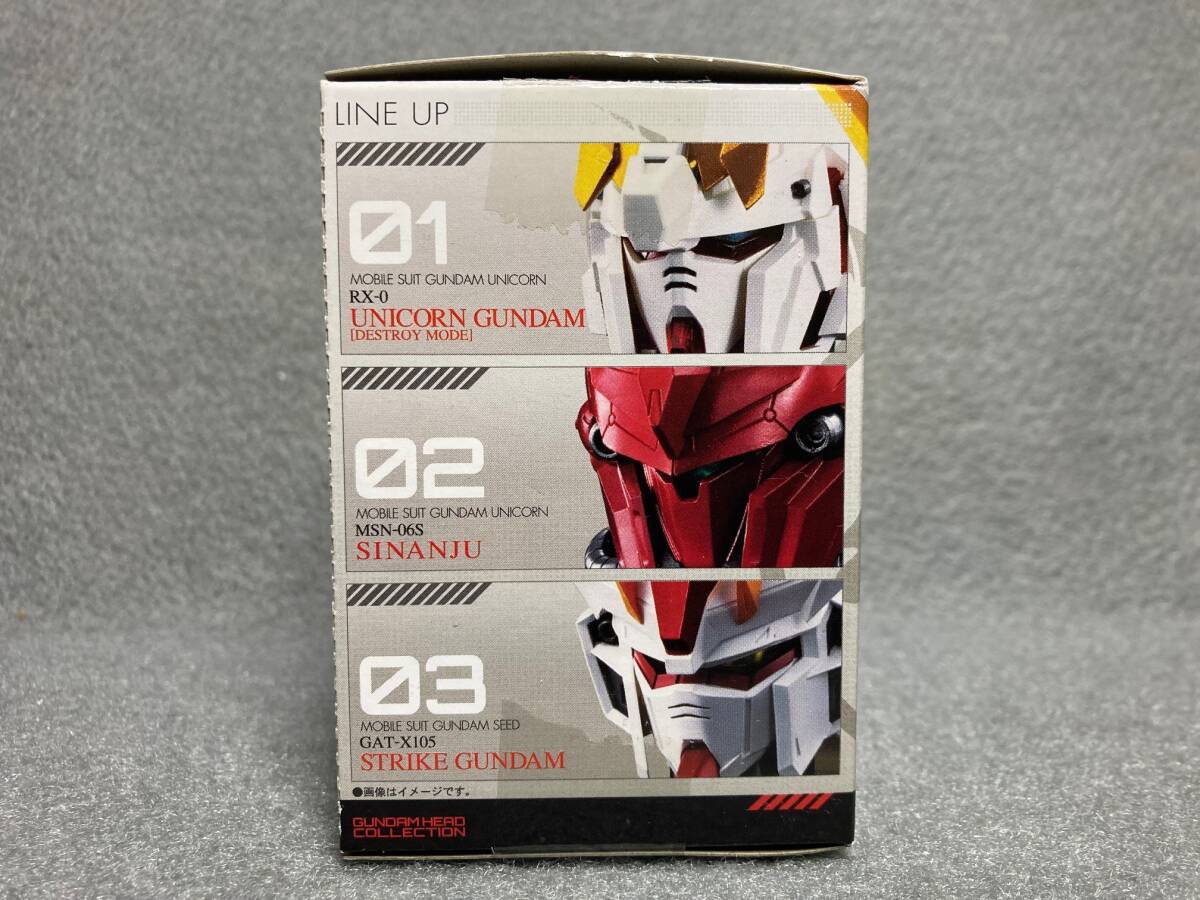 LINE UP
01
MOBILE SUIT GUNDAM UNICORN
RX-0
UNICORN GUNDAM
[DESTROY MODE]
02
MOBILE SUIT GUNDAM UNICORN
MSN-06S
SINANJU
03
MOBILE SUIT GUNDAM SEED
GAT-X105
STRIKE GUNDAM
●画像はイメージです。
GUNDAM HEAD
COLLECTION